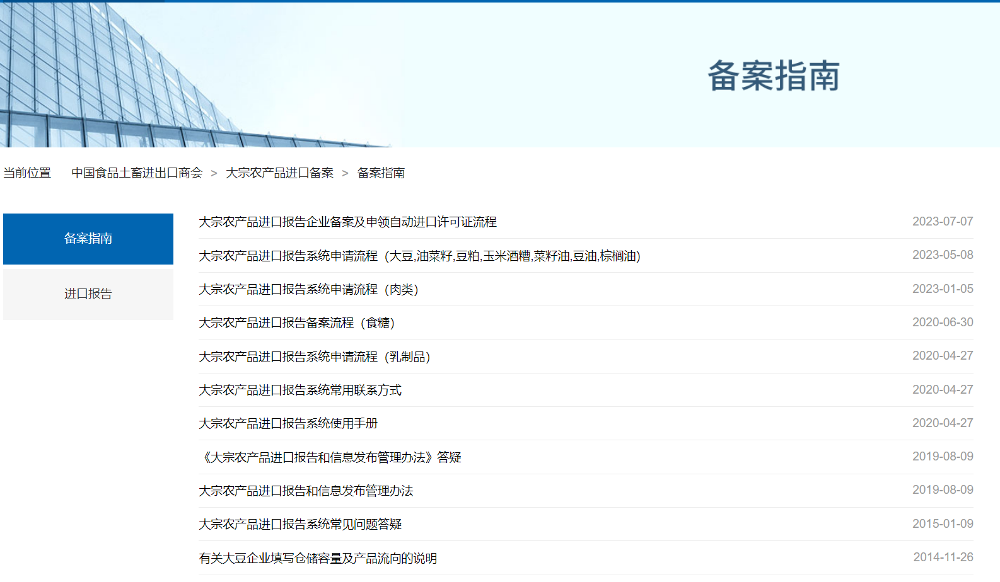 备案指南
当前位置 中国食品土畜进出口商会 > 大宗农产品进口备案 > 备案指南
备案指南
进口报告
大宗农产品进口报告企业备案及申领自动进口许可证流程 2023-07-07
大宗农产品进口报告系统申请流程（大豆,油菜籽,豆粕,玉米酒糟,菜籽油,豆油,棕榈油） 2023-05-08
大宗农产品进口报告系统申请流程（肉类） 2023-01-05
大宗农产品进口报告备案流程（食糖） 2020-06-30
大宗农产品进口报告系统申请流程（乳制品） 2020-04-27
大宗农产品进口报告系统常用联系方式 2020-04-27
大宗农产品进口报告系统使用手册 2020-04-27
《大宗农产品进口报告和信息发布管理办法》答疑 2019-08-09
大宗农产品进口报告和信息发布管理办法 2019-08-09
大宗农产品进口报告系统常见问题答疑 2015-01-09
有关大豆企业填写仓储容量及产品流向的说明 2014-11-26